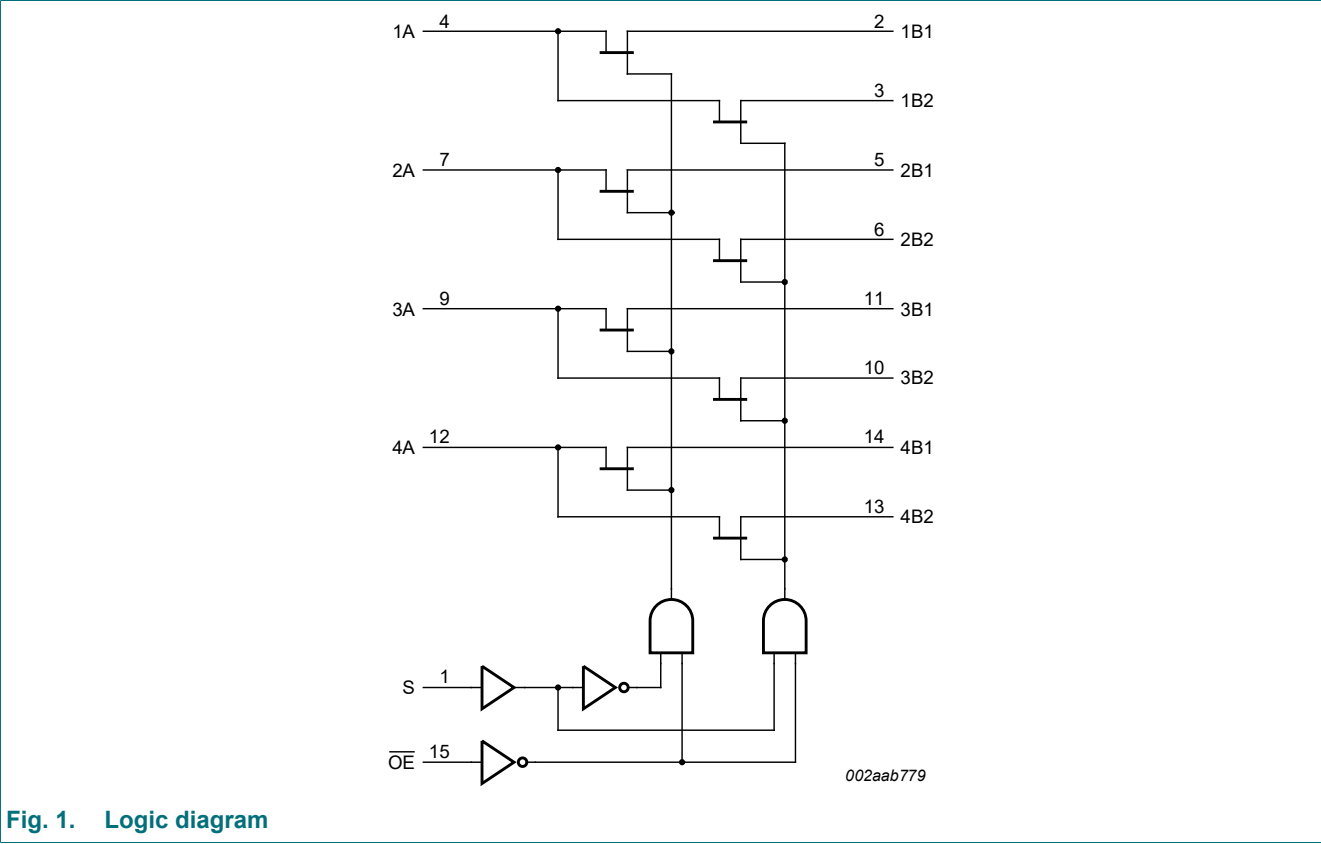 1A 4 2 1B1
3 1B2
2A 7 5 2B1
6 2B2
3A 9 11 3B1
10 3B2
4A 12 14 4B1
13 4B2
S 1
OE 15
002aab779
Fig. 1. Logic diagram